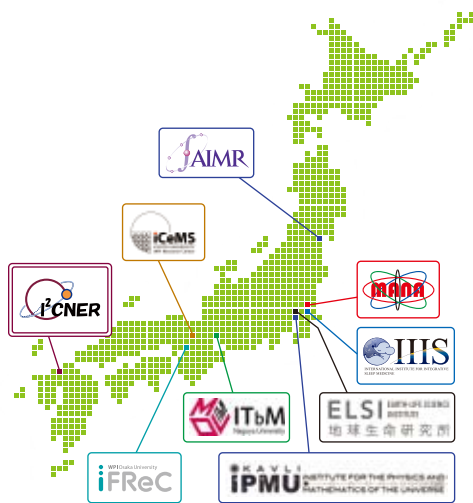 AIMR
iCeMS
I²CNER
MANA
IIIS
INTERNATIONAL INSTITUTE FOR INTEGRATIVE
SLEEP MEDICINE
ITbM
Nagoya University
ELSI EARTH-LIFE SCIENCE
INSTITUTE
地球生命研究所
WPI Osaka University
iFReC
KAVLI
IPMU INSTITUTE FOR THE PHYSICS AND
MATHEMATICS OF THE UNIVERSE